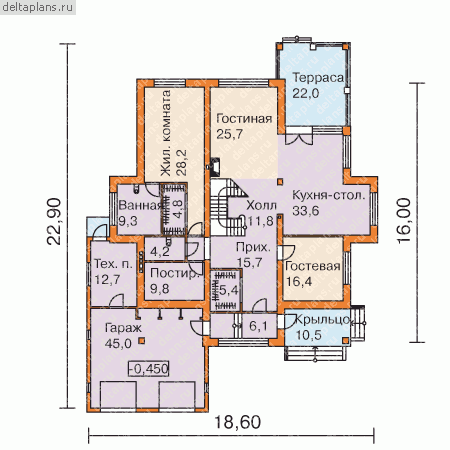 deltaplans.ru
Терраса
22,0
Гостиная
25,7
Жил. комната
28,2
Ванная
9,3
4,8
Холл
11,8
Кухня-стол.
33,6
4,2
Прих.
15,7
Тех. п.
12,7
Постир.
9,8
5,4
Гостевая
16,4
Гараж
45,0
6,1
Крыльцо
10,5
-0,450
22,90
16,00
18,60